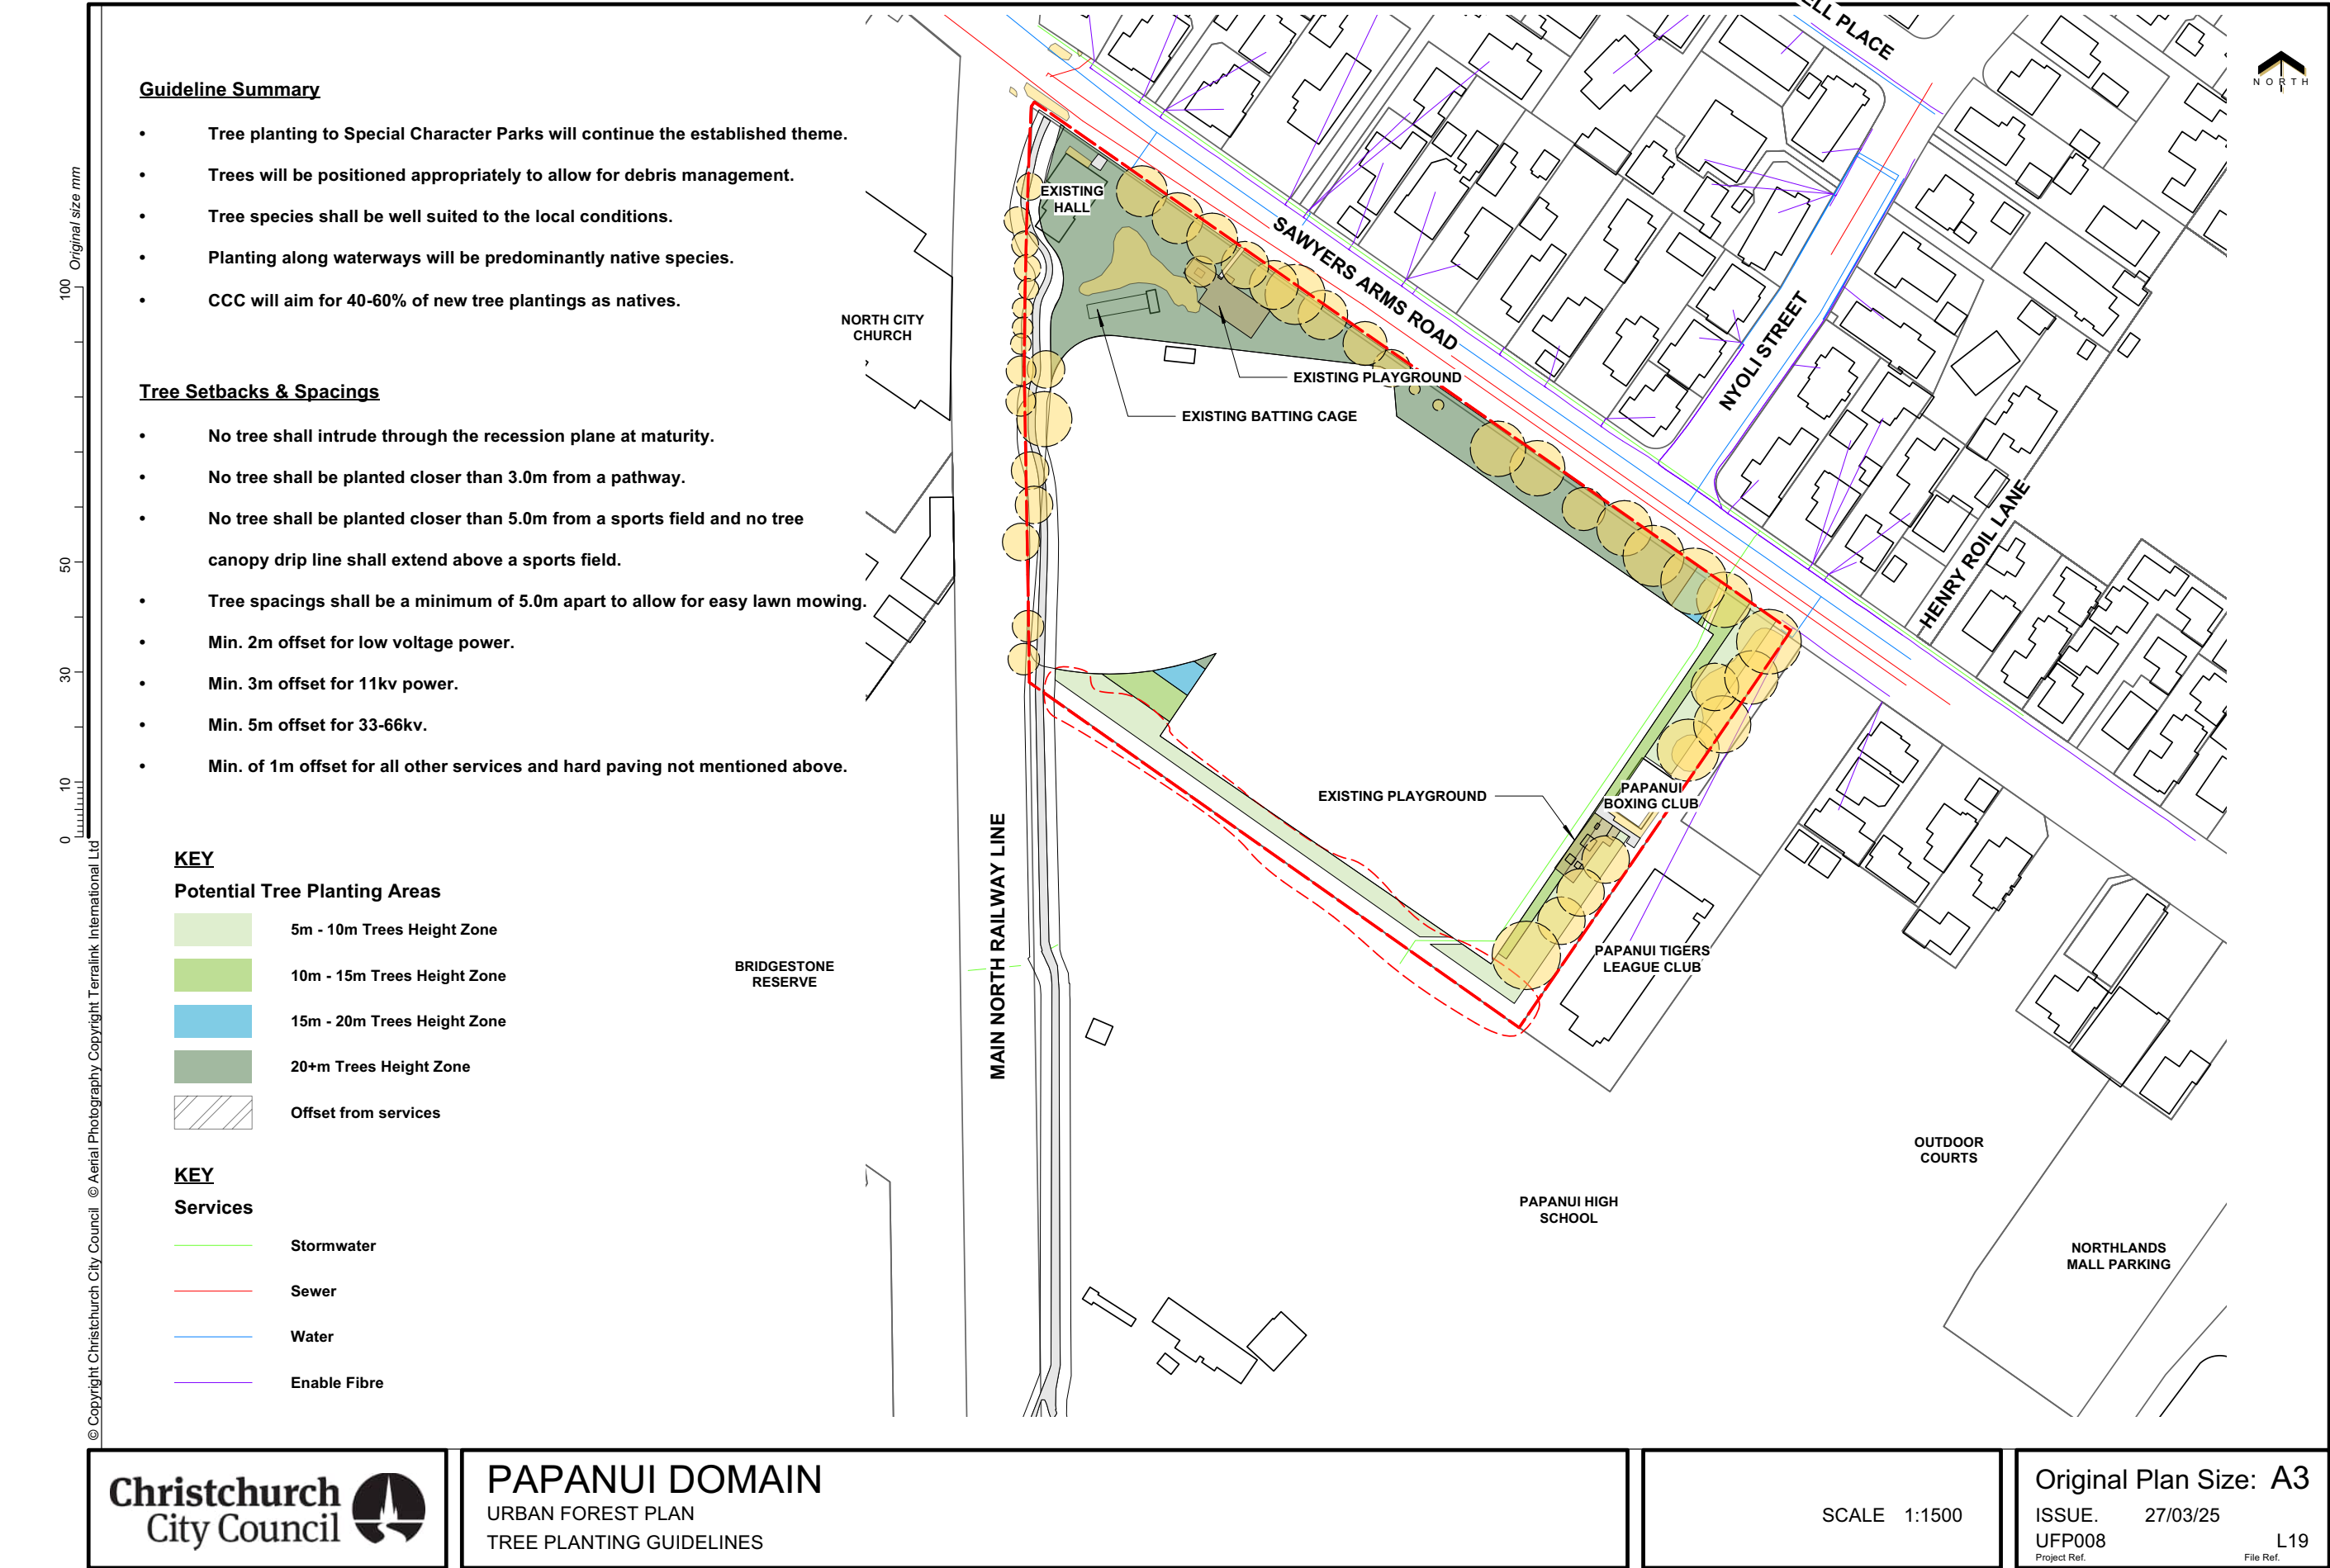 Guideline Summary
• Tree planting to Special Character Parks will continue the established theme.
• Trees will be positioned appropriately to allow for debris management.
• Tree species shall be well suited to the local conditions.
• Planting along waterways will be predominantly native species.
• CCC will aim for 40-60% of new tree plantings as natives.
Tree Setbacks & Spacings
• No tree shall intrude through the recession plane at maturity.
• No tree shall be planted closer than 3.0m from a pathway.
• No tree shall be planted closer than 5.0m from a sports field and no tree
canopy drip line shall extend above a sports field.
• Tree spacings shall be a minimum of 5.0m apart to allow for easy lawn mowing.
• Min. 2m offset for low voltage power.
• Min. 3m offset for 11kv power.
• Min. 5m offset for 33-66kv.
• Min. of 1m offset for all other services and hard paving not mentioned above.
KEY
Potential Tree Planting Areas
5m - 10m Trees Height Zone
10m - 15m Trees Height Zone
15m - 20m Trees Height Zone
20+m Trees Height Zone
Offset from services
KEY
Services
Stormwater
Sewer
Water
Enable Fibre
Original size mm
100
50
30
10
0
© Copyright Christchurch City Council © Aerial Photography Copyright Terralink International Ltd
ELL PLACE
NORTH
EXISTING
HALL
SAWYERS ARMS ROAD
NYOLI STREET
HENRY ROIL LANE
NORTH CITY
CHURCH
EXISTING PLAYGROUND
EXISTING BATTING CAGE
EXISTING PLAYGROUND
PAPANUI
BOXING CLUB
MAIN NORTH RAILWAY LINE
BRIDGESTONE
RESERVE
PAPANUI TIGERS
LEAGUE CLUB
OUTDOOR
COURTS
PAPANUI HIGH
SCHOOL
NORTHLANDS
MALL PARKING
Christchurch
City Council
PAPANUI DOMAIN
URBAN FOREST PLAN
TREE PLANTING GUIDELINES
SCALE 1:1500
Original Plan Size: A3
ISSUE. 27/03/25
UFP008 L19
Project Ref. File Ref.